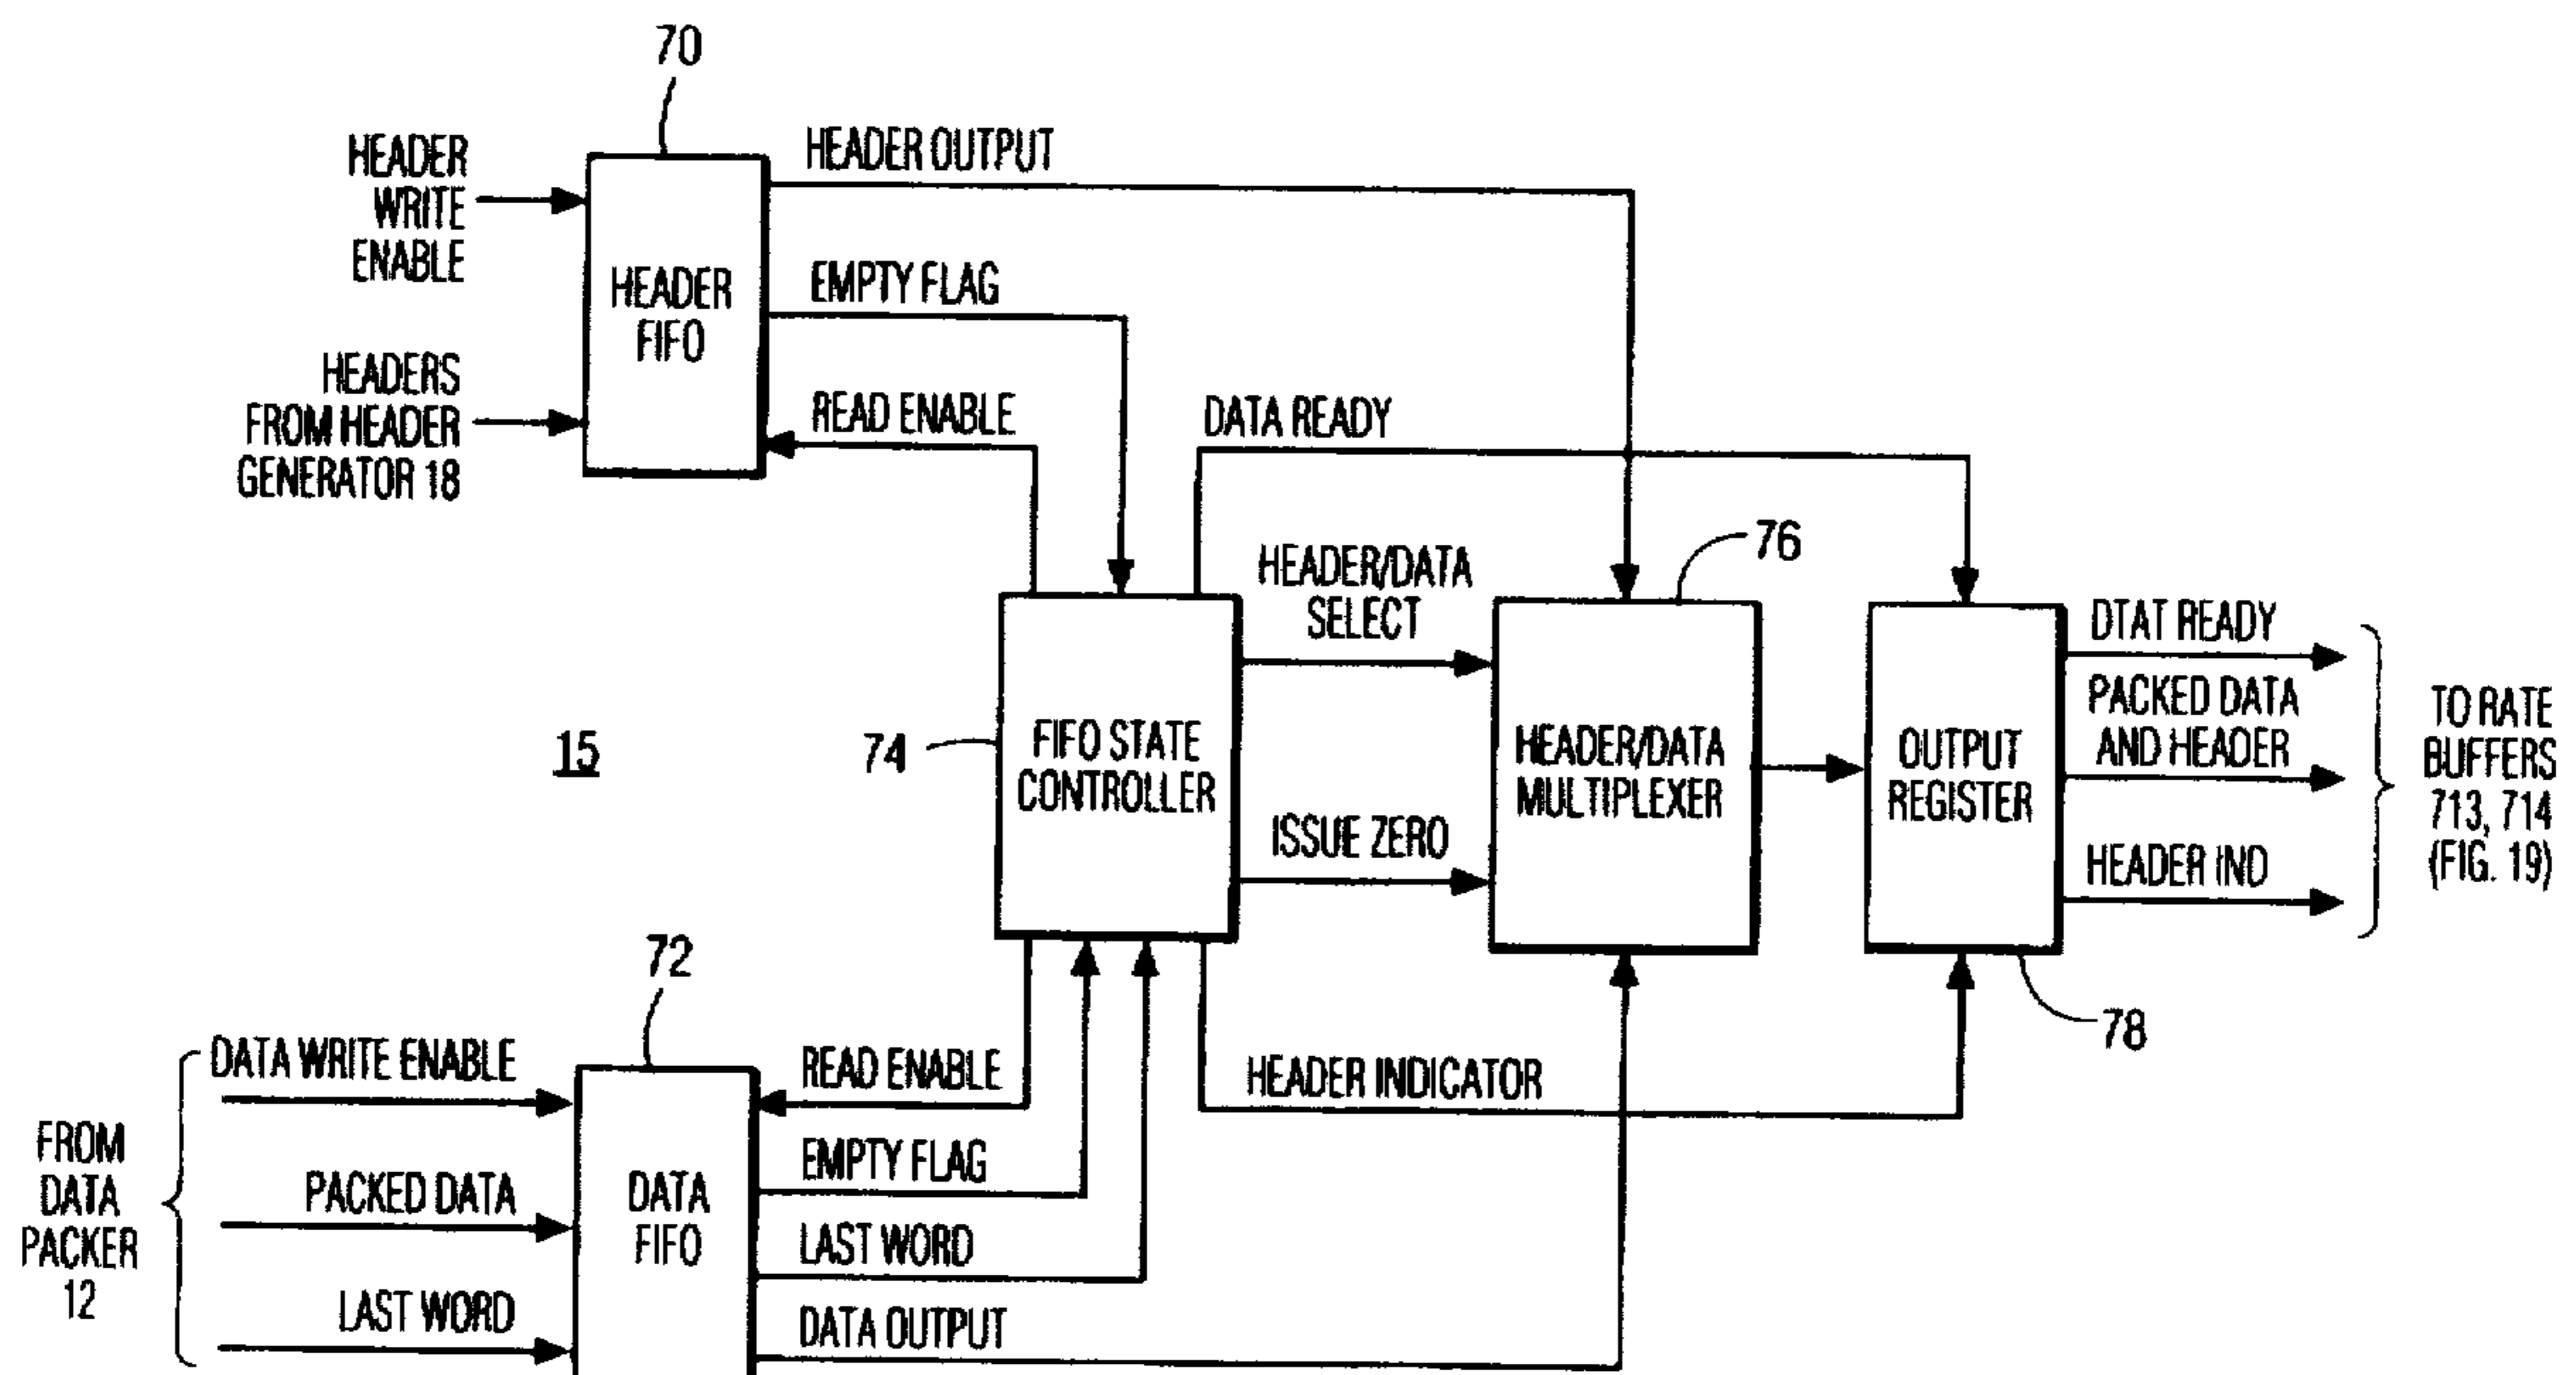 70
HEADER
WRITE
ENABLE
HEADERS
FROM HEADER
GENERATOR 18
HEADER
FIFO
HEADER OUTPUT
EMPTY FLAG
READ ENABLE
DATA READY
HEADER/DATA
SELECT
ISSUE ZERO
15
74
FIFO STATE
CONTROLLER
76
HEADER/DATA
MULTIPLEXER
OUTPUT
REGISTER
78
DTAT READY
PACKED DATA
AND HEADER
HEADER IND
TO RATE
BUFFERS
713, 714
(FIG. 19)
72
FROM
DATA
PACKER
12
DATA WRITE ENABLE
PACKED DATA
LAST WORD
DATA
FIFO
READ ENABLE
EMPTY FLAG
LAST WORD
DATA OUTPUT
HEADER INDICATOR